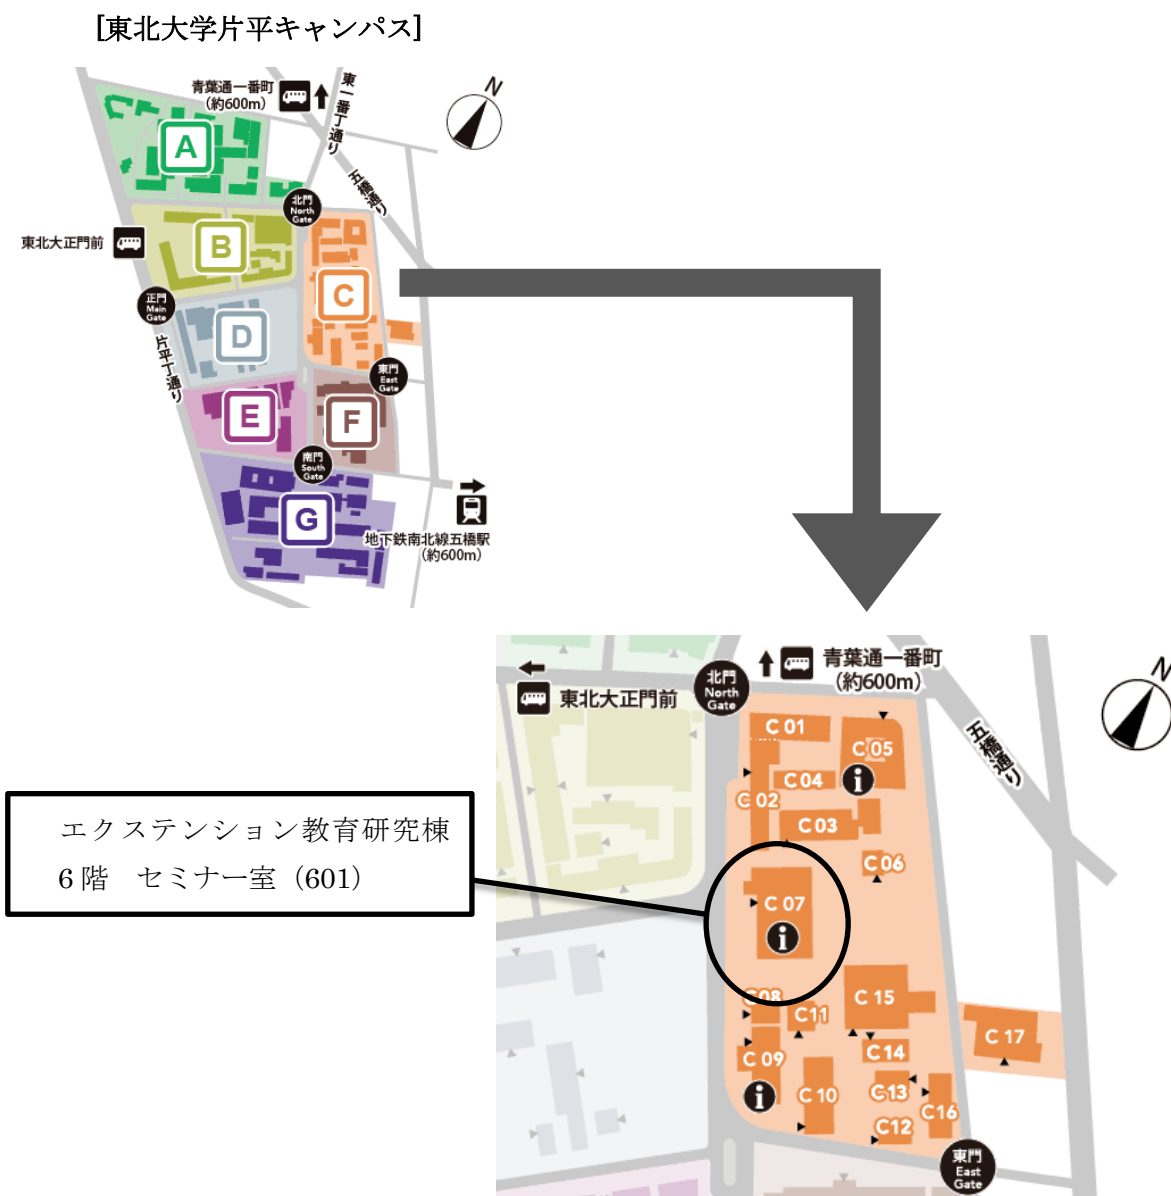 [東北大学片平キャンパス]
青葉通一番町
(約600m)
東一番丁通り
N
五橋通り
A
北門
North
Gate
東北大正門前
B
C
正門
Main
Gate
D
片平丁通り
東門
East
Gate
E
F
南門
South
Gate
G
地下鉄南北線五橋駅
(約600m)
北門
North
Gate
青葉通一番町
(約600m)
東北大正門前
N
五橋通り
C 01
C 05
C 04
C 02
C 03
C 06
エクステンション教育研究棟
6 階 セミナー室 (601)
C 07
C 08
C 15
C11
C 17
C 14
C 09
C 10
C13
C16
C12
東門
East
Gate